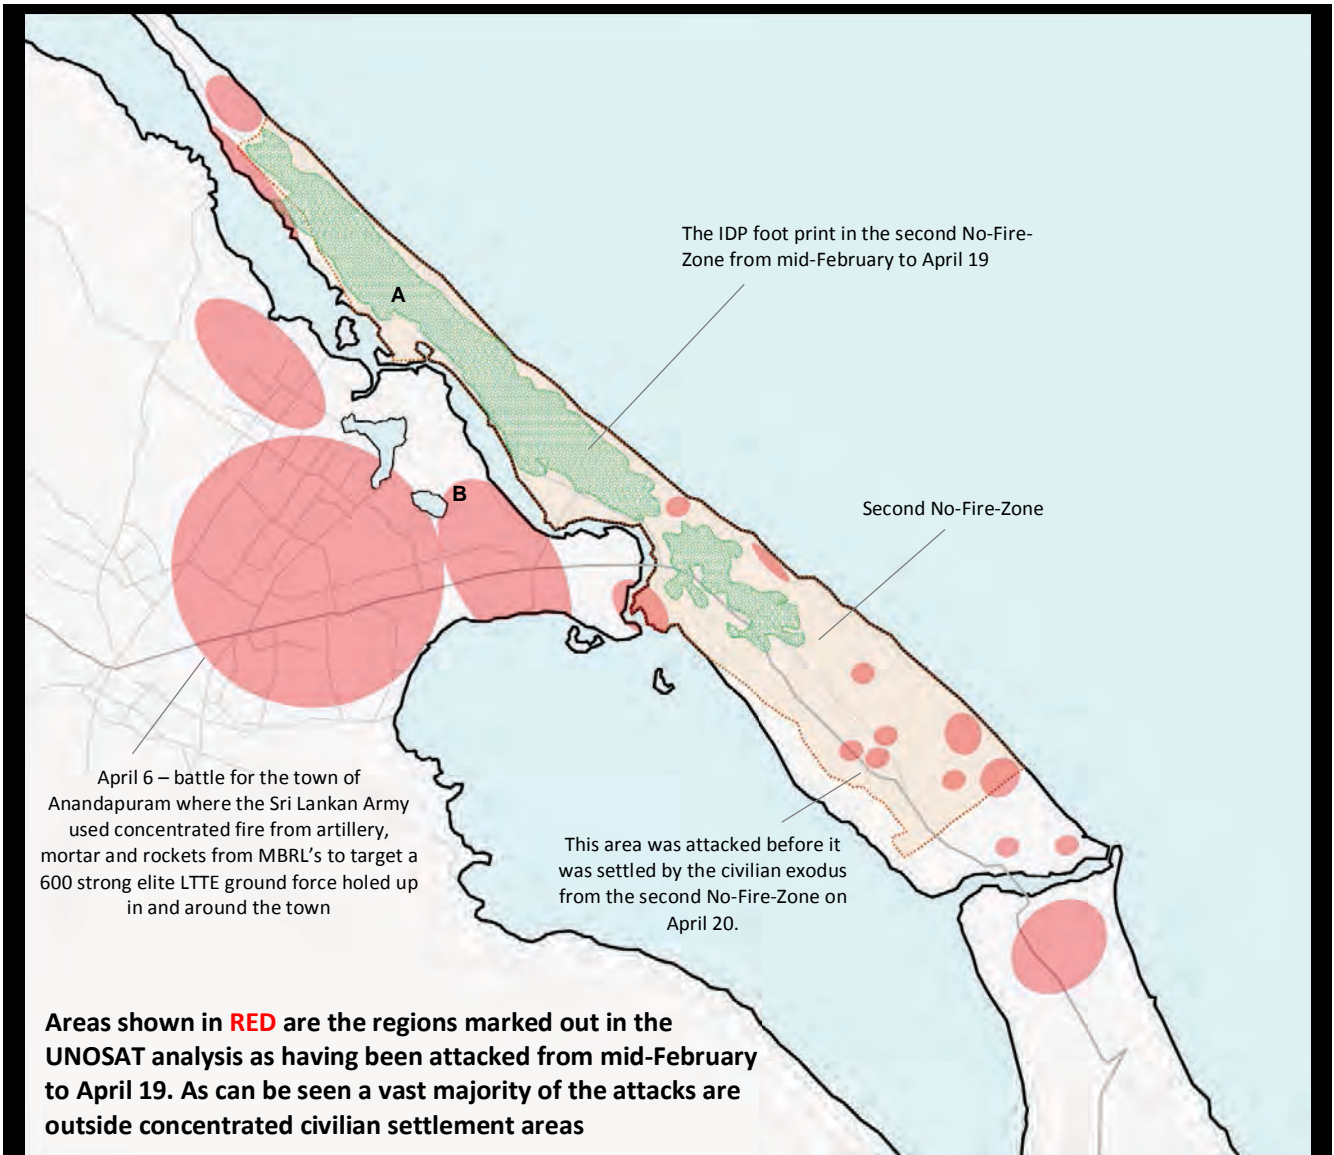 The IDP foot print in the second No-Fire-
Zone from mid-February to April 19
A
B
Second No-Fire-Zone
April 6 – battle for the town of
Anandapuram where the Sri Lankan Army
used concentrated fire from artillery,
mortar and rockets from MBRL's to target a
600 strong elite LTTE ground force holed up
in and around the town
This area was attacked before it
was settled by the civilian exodus
from the second No-Fire-Zone on
April 20.
Areas shown in RED are the regions marked out in the
UNOSAT analysis as having been attacked from mid-February
to April 19. As can be seen a vast majority of the attacks are
outside concentrated civilian settlement areas